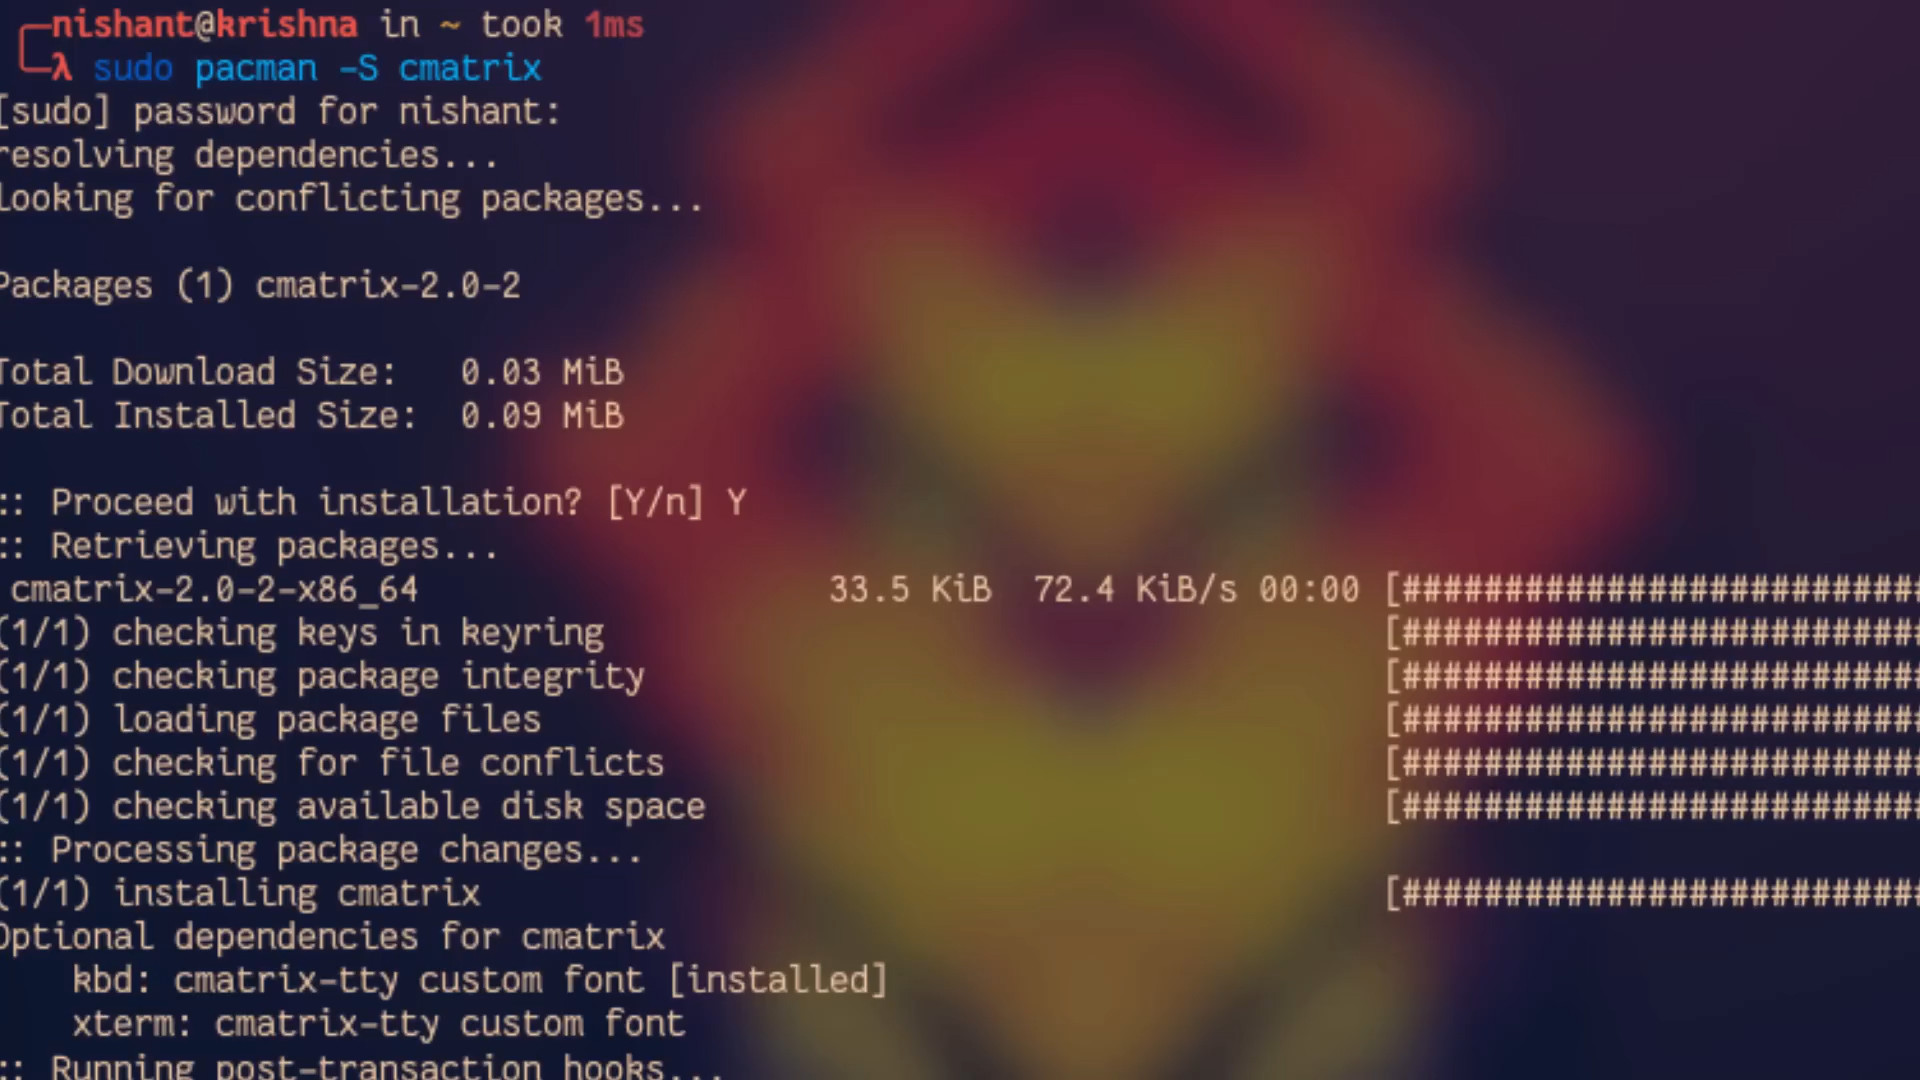 nishant@krishna in ~ took 1ms
λ sudo pacman -S cmatrix
[sudo] password for nishant:
resolving dependencies...
looking for conflicting packages...
Packages (1) cmatrix-2.0-2
Total Download Size:   0.03 MiB
Total Installed Size:  0.09 MiB
:: Proceed with installation? [Y/n] Y
:: Retrieving packages...
cmatrix-2.0-2-x86_64 33.5 KiB  72.4 KiB/s 00:00 [##########################
(1/1) checking keys in keyring [##########################
(1/1) checking package integrity [##########################
(1/1) loading package files [##########################
(1/1) checking for file conflicts [##########################
(1/1) checking available disk space [##########################
:: Processing package changes...
(1/1) installing cmatrix [##########################
Optional dependencies for cmatrix
    kbd: cmatrix-tty custom font [installed]
    xterm: cmatrix-tty custom font
:: Running post-transaction hooks...